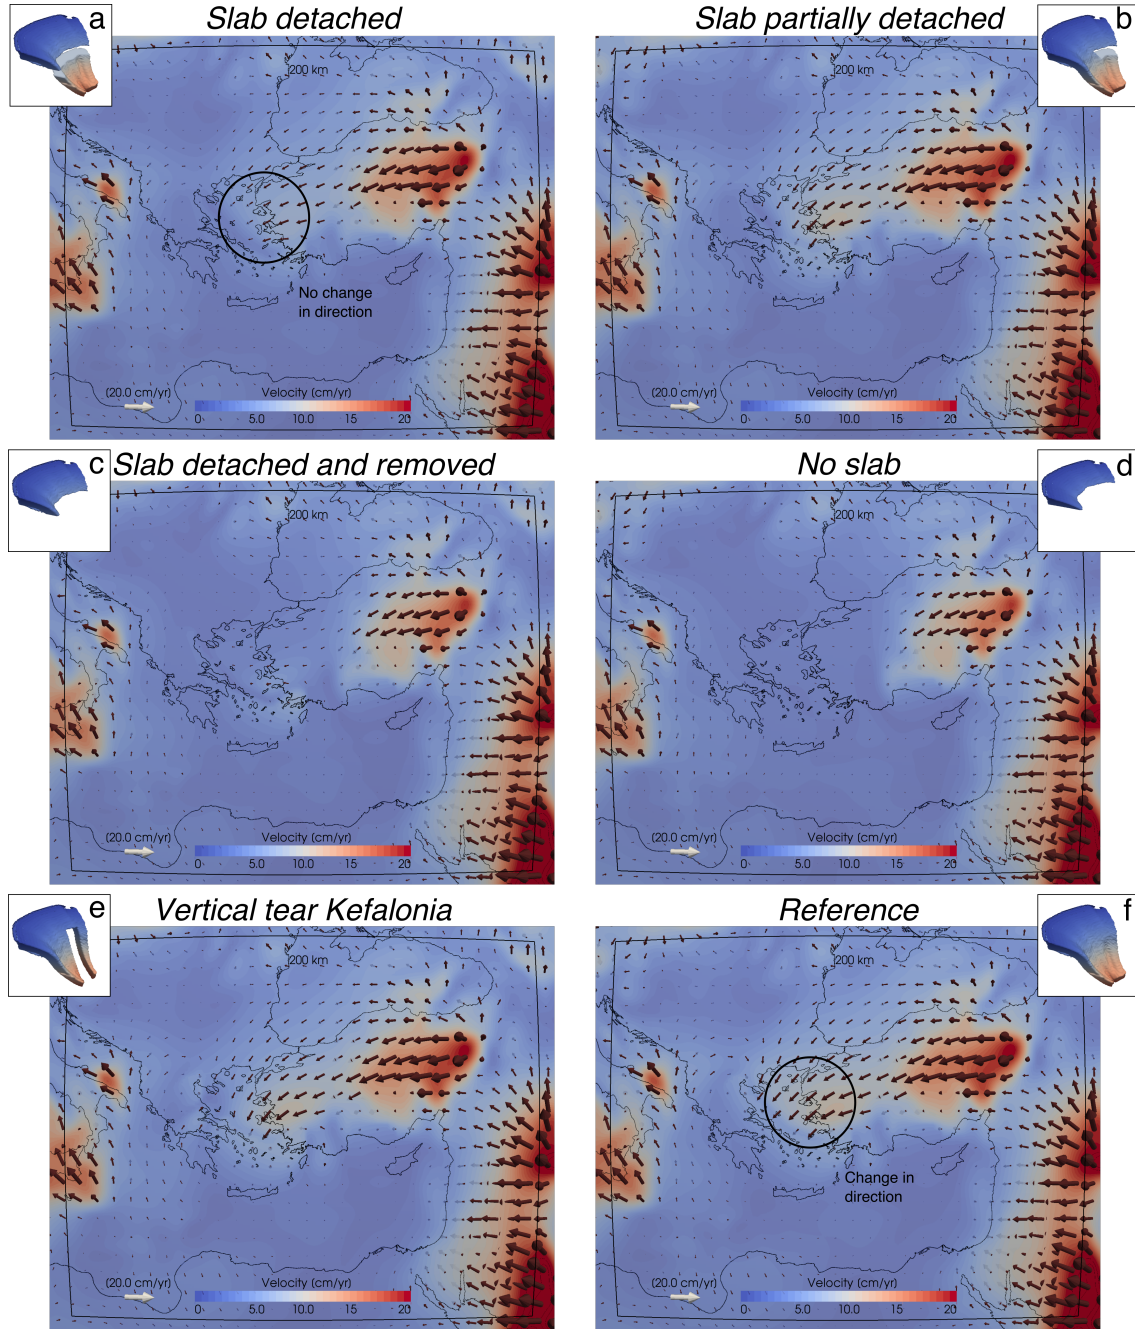 a
Slab detached
200 km
No change
in direction
(20.0 cm/yr)
Velocity (cm/yr)
0 5.0 10.0 15 20
Slab partially detached
b
200 km
(20.0 cm/yr)
Velocity (cm/yr)
0 5.0 10.0 15 20
c
Slab detached and removed
200 km
(20.0 cm/yr)
Velocity (cm/yr)
0 5.0 10.0 15 20
No slab
d
200 km
(20.0 cm/yr)
Velocity (cm/yr)
0 5.0 10.0 15 20
e
Vertical tear Kefalonia
200 km
(20.0 cm/yr)
Velocity (cm/yr)
0 5.0 10.0 15 20
Reference
f
200 km
Change in
direction
(20.0 cm/yr)
Velocity (cm/yr)
0 5.0 10.0 15 20